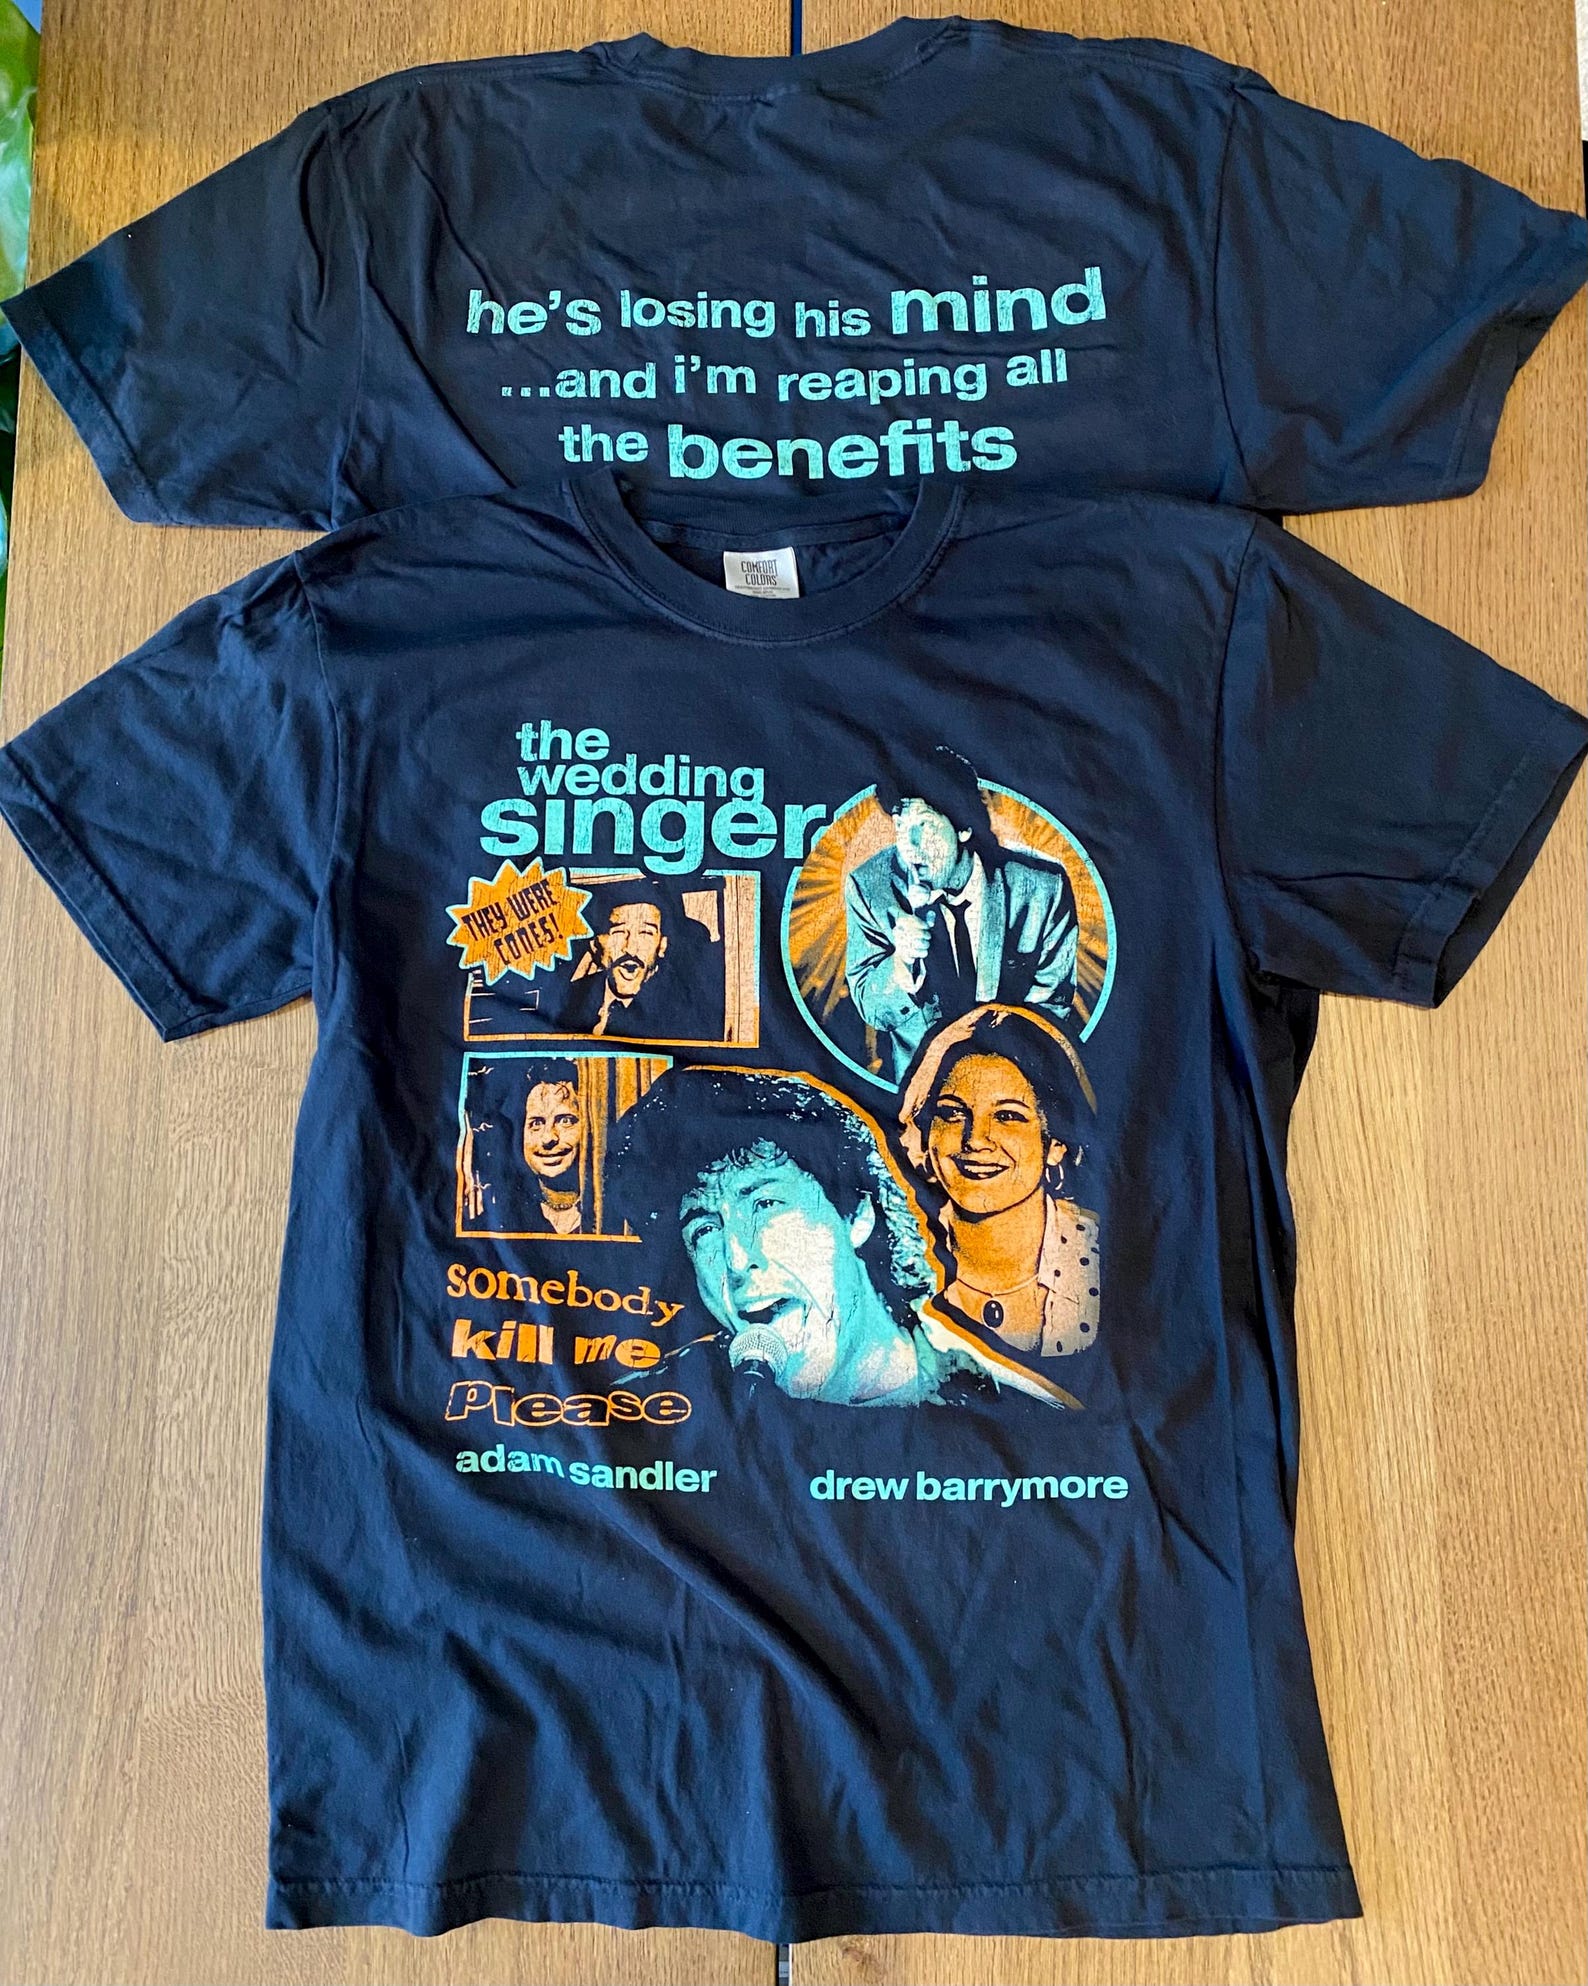 he's losing his mind
...and i'm reaping all
the benefits
COMFORT
COLORS
the
wedding
singer
THEY WERE
CONES!
somebody
kill me
please
adam sandler
drew barrymore